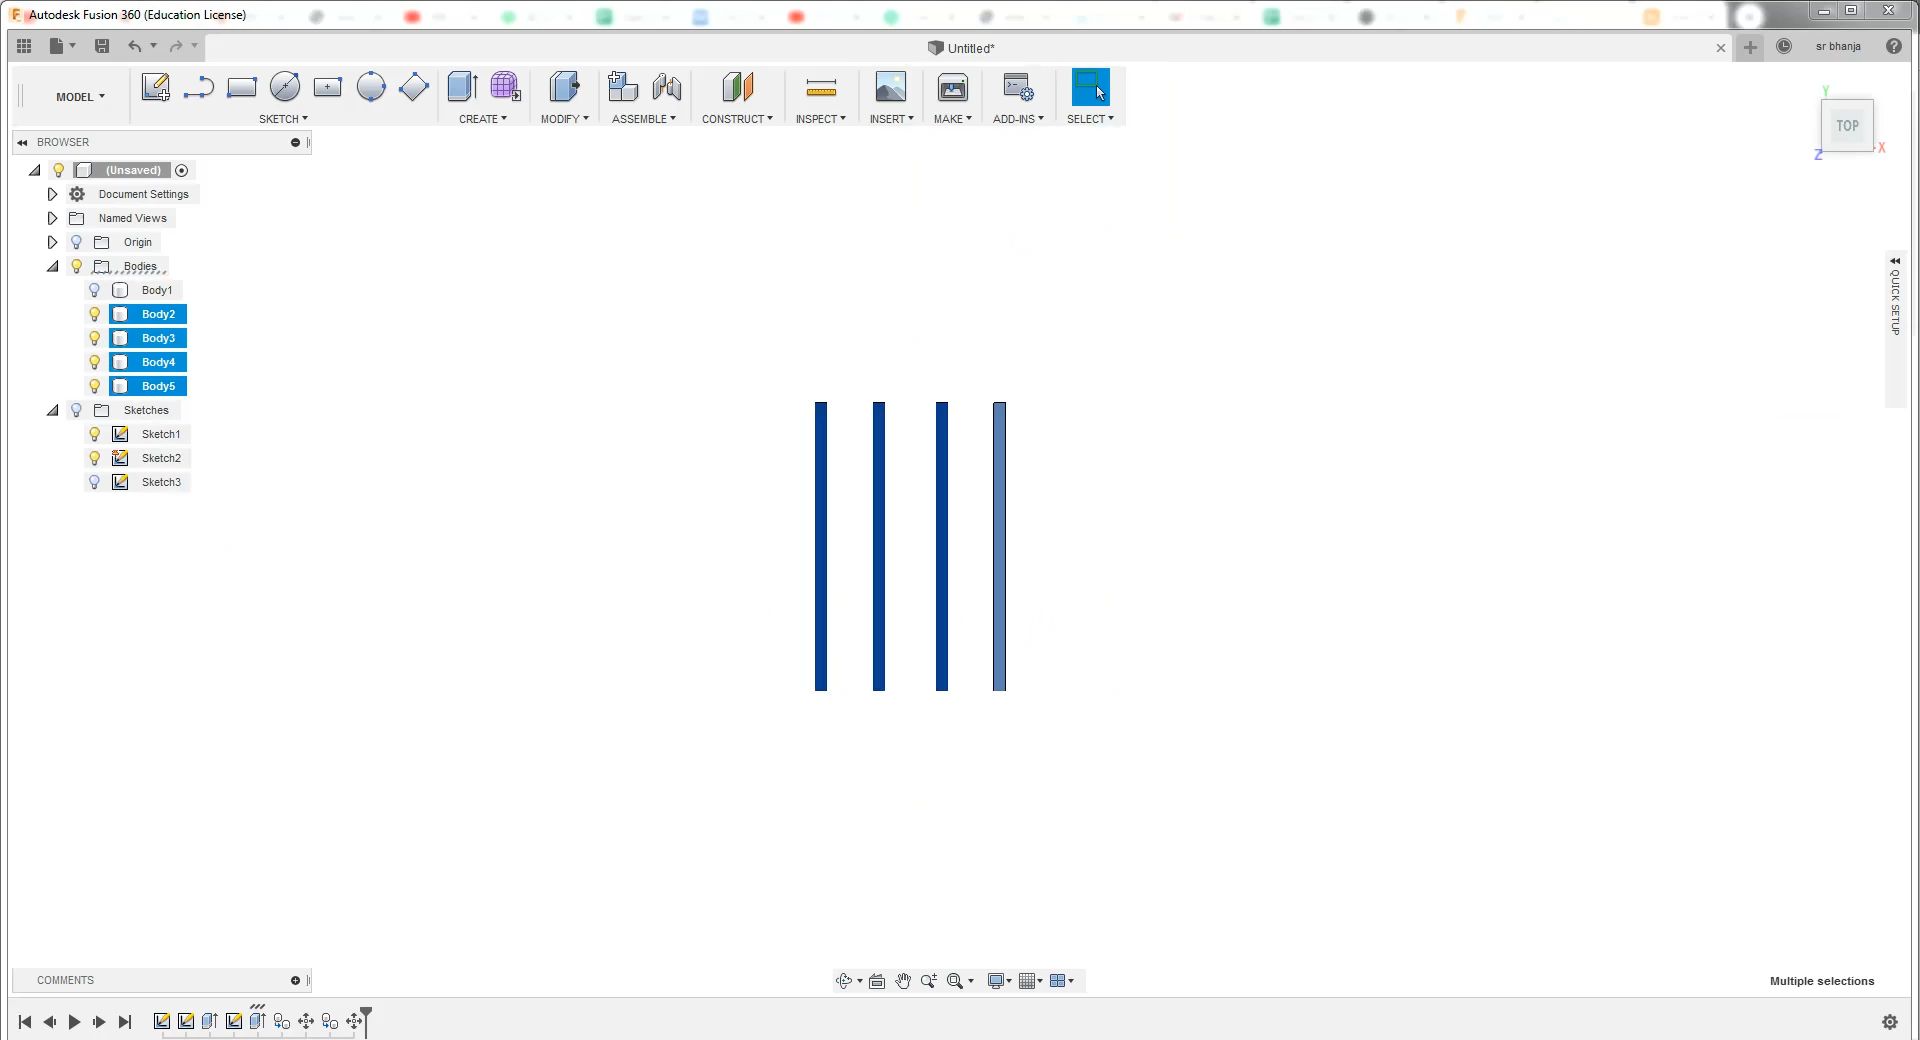 Autodesk Fusion 360 (Education License)
Untitled*
sr bhanja
MODEL
SKETCH
CREATE
MODIFY
ASSEMBLE
CONSTRUCT
INSPECT
INSERT
MAKE
ADD-INS
SELECT
Y
TOP
X
Z
BROWSER
(Unsaved)
Document Settings
Named Views
Origin
Bodies
Body1
Body2
Body3
Body4
Body5
Sketches
Sketch1
Sketch2
Sketch3
QUICK SETUP
COMMENTS
Multiple selections